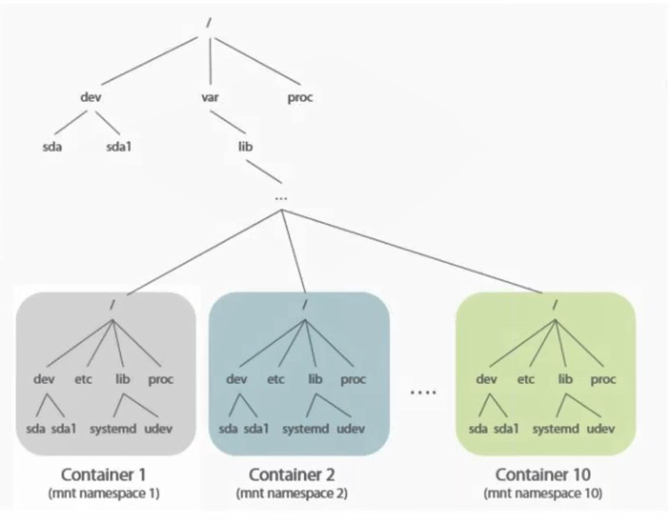 /
dev var proc
sda sda1 lib
...
/ / /
dev etc lib proc dev etc lib proc dev etc lib proc
....
sda sda1 systemd udev sda sda1 systemd udev sda sda1 systemd udev
Container 1 Container 2 Container 10
(mnt namespace 1) (mnt namespace 2) (mnt namespace 10)